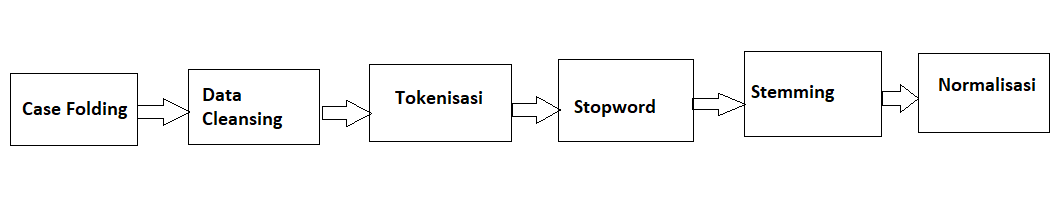 Case Folding
Data
Cleansing
Tokenisasi
Stopword
Stemming
Normalisasi